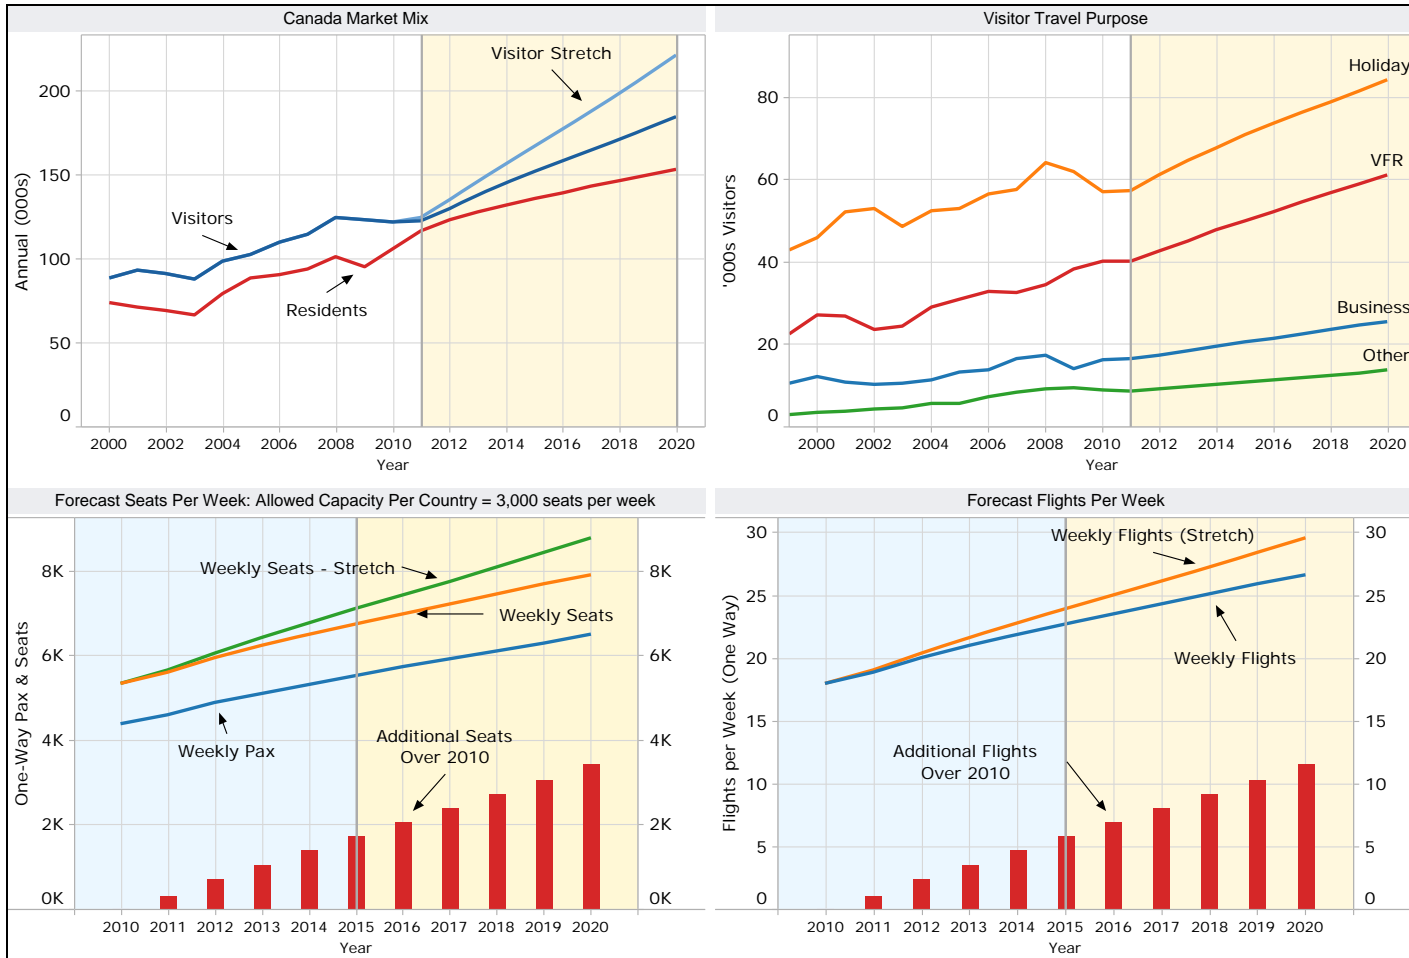 Canada Market Mix
Visitor Travel Purpose
Annual (000s)
200
150
100
50
0
Visitor Stretch
Visitors
Residents
2000 2002 2004 2006 2008 2010 2012 2014 2016 2018 2020
Year
'000s Visitors
80
60
40
20
0
Holiday
VFR
Business
Other
2000 2002 2004 2006 2008 2010 2012 2014 2016 2018 2020
Year
Forecast Seats Per Week: Allowed Capacity Per Country = 3,000 seats per week
Forecast Flights Per Week
One-Way Pax & Seats
8K
6K
4K
2K
0K
Weekly Seats - Stretch
Weekly Seats
Weekly Pax
Additional Seats
Over 2010
8K
6K
4K
2K
0K
2010 2011 2012 2013 2014 2015 2016 2017 2018 2019 2020
Year
Flights per Week (One Way)
30
25
20
15
10
5
0
Weekly Flights (Stretch)
Weekly Flights
Additional Flights
Over 2010
30
25
20
15
10
5
0
2010 2011 2012 2013 2014 2015 2016 2017 2018 2019 2020
Year